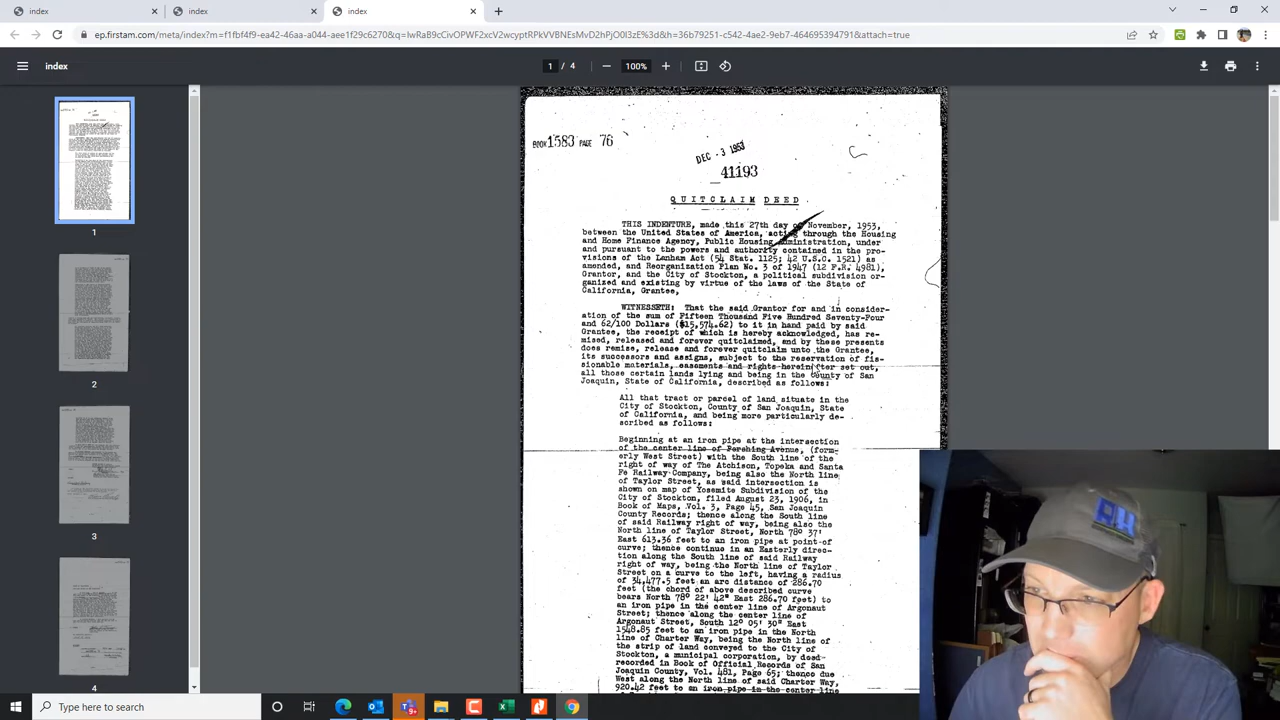 index
index
index
ep.firstam.com/meta/index?m=f1fbf4f9-ea42-46aa-a044-aee1f29c6270&q=IwRaB9cCivOPWF2xcV2wcyptRPkVVBNEsMvD2hPjO0I3zE%3d&h=36b79251-c542-4ae2-9eb7-464695394791&attach=true
index
1 / 4
100%
1
2
3
4
BOOK 1583 PAGE 76
DEC - 3 1953
41193
QUITCLAIM DEED
THIS INDENTURE, made this 27th day of November, 1953,
between the United States of America, acting through the Housing
and Home Finance Agency, Public Housing Administration, under
and pursuant to the powers and authority contained in the pro-
visions of the Lanham Act (54 Stat. 1125; 42 U.S.C. 1521) as
amended, and Reorganization Plan No. 3 of 1947 (12 F.R. 4981),
Grantor, and the City of Stockton, a political subdivision or-
ganized and existing by virtue of the laws of the State of
California, Grantee,
WITNESSETH: That the said Grantor for and in consider-
ation of the sum of Fifteen Thousand Five Hundred Seventy-Four
and 62/100 Dollars ($15,574.62) to it in hand paid by said
Grantee, the receipt of which is hereby acknowledged, has re-
mised, released and forever quitclaimed, and by these presents
does remise, release and forever quitclaim unto the Grantee,
its successors and assigns, subject to the reservation of fis-
sionable materials, easements and rights hereinafter set out,
all those certain lands lying and being in the County of San
Joaquin, State of California, described as follows:
All that tract or parcel of land situate in the
City of Stockton, County of San Joaquin, State
of California, and being more particularly de-
scribed as follows:
Beginning at an iron pipe at the intersection
of the center line of Pershing Avenue, (form-
erly West Street) with the South line of the
right of way of The Atchison, Topeka and Santa
Fe Railway Company, being also the North line
of Taylor Street, as said intersection is
shown on map of Yosemite Subdivision of the
City of Stockton, filed August 23, 1906, in
Book of Maps, Vol. 3, Page 45, San Joaquin
County Records; thence along the South line
of said Railway right of way, being also the
North line of Taylor Street, North 78° 37'
East 613.36 feet to an iron pipe at point of
curve; thence continue in an Easterly direc-
tion along the South line of said Railway
right of way, being the North line of Taylor
Street on a curve to the left, having a radius
of 34,477.5 feet an arc distance of 286.70
feet (the chord of above described curve
bears North 78° 22' 42" East 286.70 feet) to
an iron pipe in the center line of Argonaut
Street; thence along the center line of
Argonaut Street, South 12° 05' 30" East
1548.85 feet to an iron pipe in the North
line of Charter Way, being the North line of
the strip of land conveyed to the City of
Stockton, a municipal corporation, by deed
recorded in Book of Official Records of San
Joaquin County, Vol. 481, Page 65; thence due
West along the North line of said Charter Way,
920.42 feet to an iron pipe in the center line
Type here to search